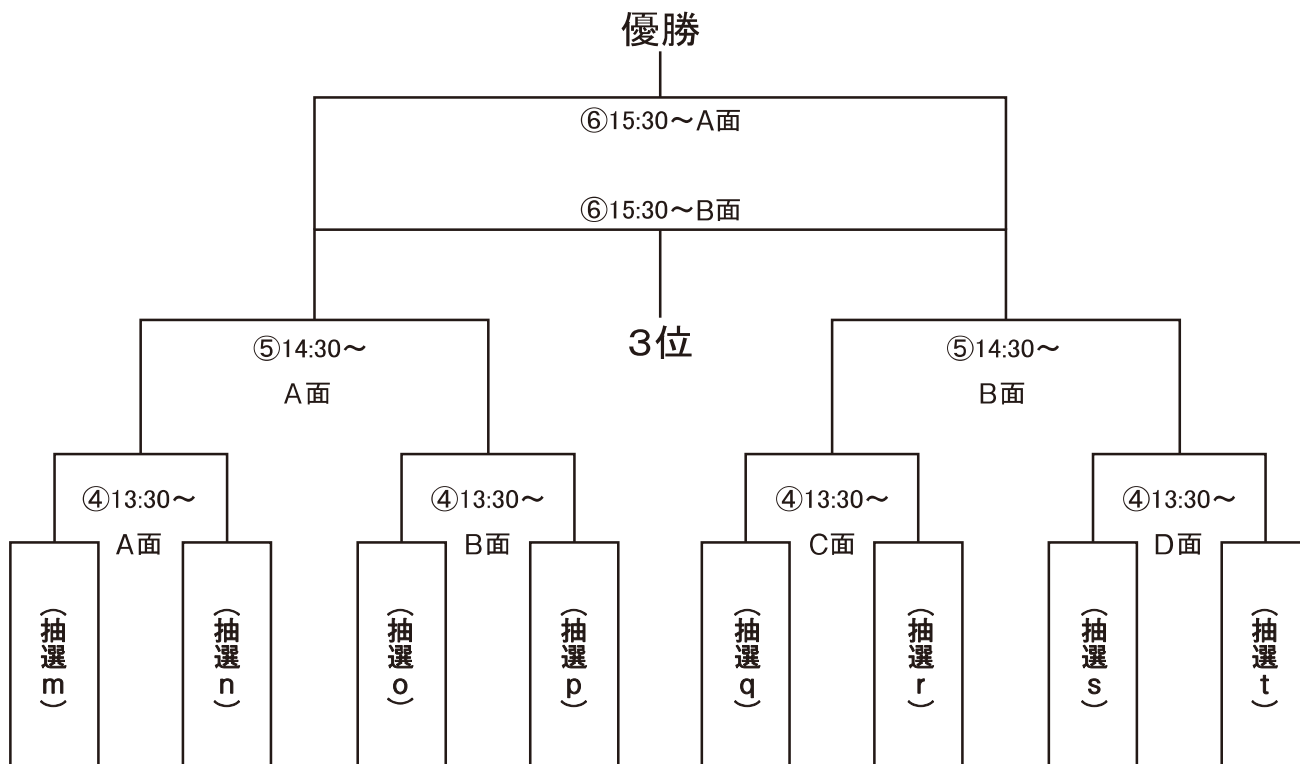 優勝
⑥15:30～A面
⑥15:30～B面
3位
⑤14:30～
A面
⑤14:30～
B面
④13:30～
A面
④13:30～
B面
④13:30～
C面
④13:30～
D面
(抽選m)
(抽選n)
(抽選o)
(抽選p)
(抽選q)
(抽選r)
(抽選s)
(抽選t)